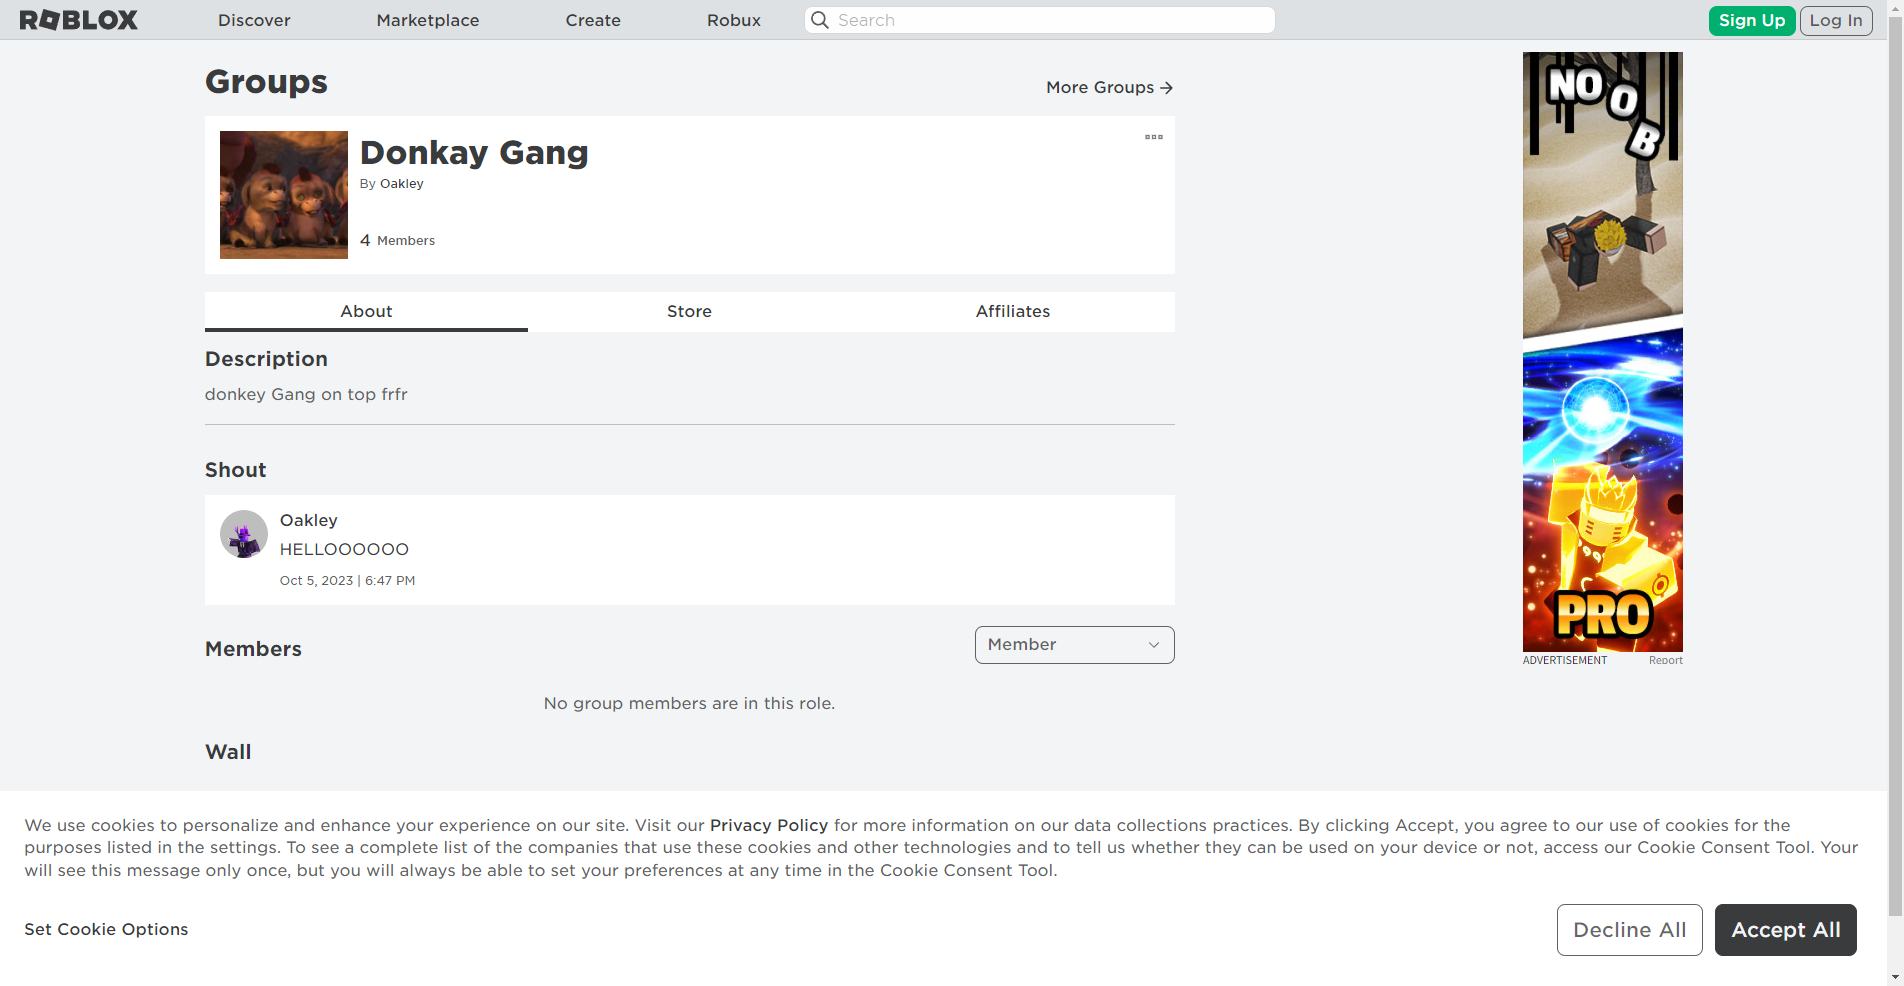 ROBLOX Discover Marketplace Create Robux Search Sign Up Log In
Groups
More Groups
Donkay Gang
By Oakley
4 Members
About Store Affiliates
Description
donkey Gang on top frfr
Shout
Oakley
HELLOOOOOO
Oct 5, 2023 | 6:47 PM
Members
Member
No group members are in this role.
Wall
NOOB
PRO
ADVERTISEMENT Report
We use cookies to personalize and enhance your experience on our site. Visit our Privacy Policy for more information on our data collections practices. By clicking Accept, you agree to our use of cookies for the
purposes listed in the settings. To see a complete list of the companies that use these cookies and other technologies and to tell us whether they can be used on your device or not, access our Cookie Consent Tool. Your
will see this message only once, but you will always be able to set your preferences at any time in the Cookie Consent Tool.
Set Cookie Options
Decline All Accept All